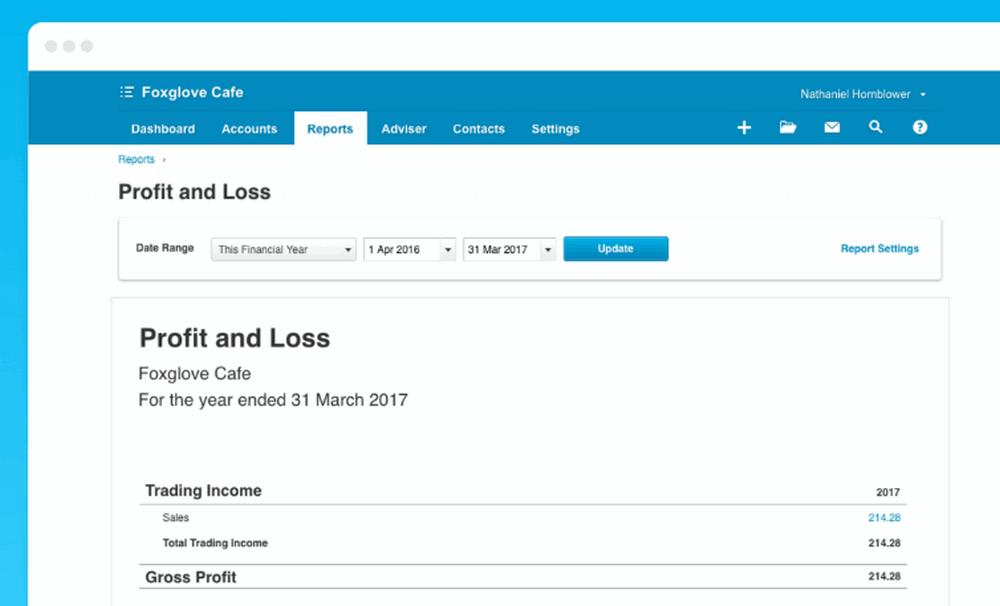 Foxglove Cafe
Nathaniel Hornblower
Dashboard Accounts Reports Adviser Contacts Settings
Reports ›
Profit and Loss
Date Range This Financial Year 1 Apr 2016 31 Mar 2017 Update Report Settings
Profit and Loss
Foxglove Cafe
For the year ended 31 March 2017
Trading Income 2017
Sales 214.28
Total Trading Income 214.28
Gross Profit 214.28